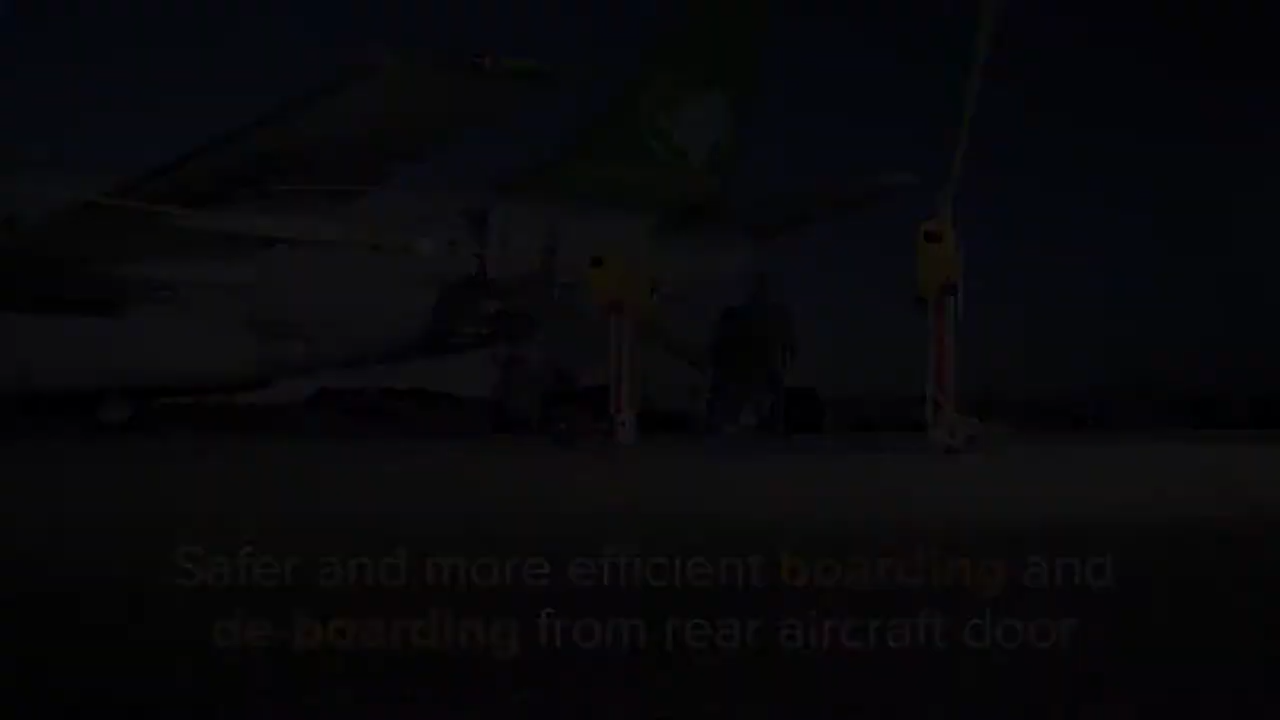 Safer and more efficient boarding and
de-boarding from rear aircraft door